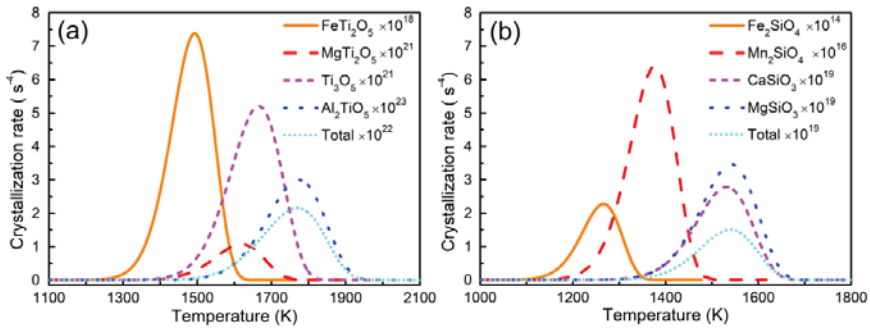 (a)
FeTi₂O₅ ×10¹⁸
MgTi₂O₅ ×10²¹
Ti₃O₅ ×10²¹
Al₂TiO₅ ×10²³
Total ×10²²
Crystallization rate ( s⁻⁴)
8
7
6
5
4
3
2
1
0
1100 1300 1500 1700 1900 2100
Temperature (K)
(b)
Fe₂SiO₄ ×10¹⁴
Mn₂SiO₄ ×10¹⁶
CaSiO₃ ×10¹⁹
MgSiO₃ ×10¹⁹
Total ×10¹⁹
Crystallization rate ( s⁻⁴)
8
7
6
5
4
3
2
1
0
1000 1200 1400 1600 1800
Temperature (K)